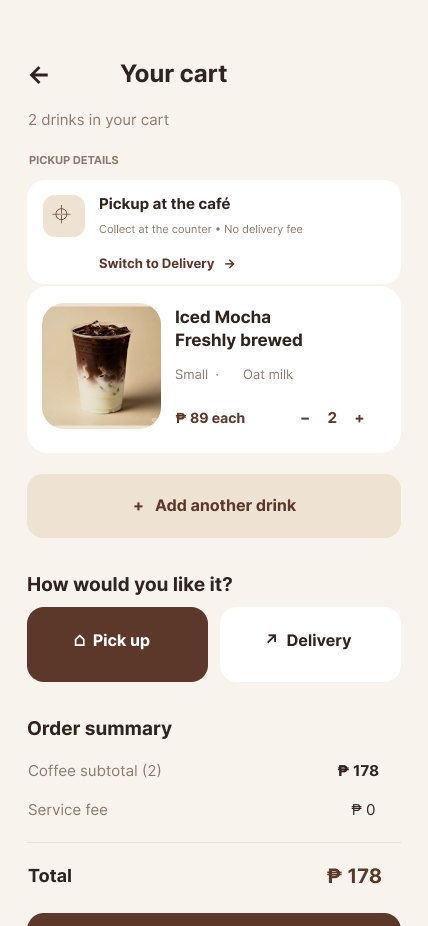 ← Your cart
2 drinks in your cart
PICKUP DETAILS
Pickup at the café
Collect at the counter • No delivery fee
Switch to Delivery →
Iced Mocha
Freshly brewed
Small · Oat milk
₱ 89 each − 2 +
+ Add another drink
How would you like it?
⌂ Pick up
↗ Delivery
Order summary
Coffee subtotal (2) ₱ 178
Service fee ₱ 0
Total ₱ 178